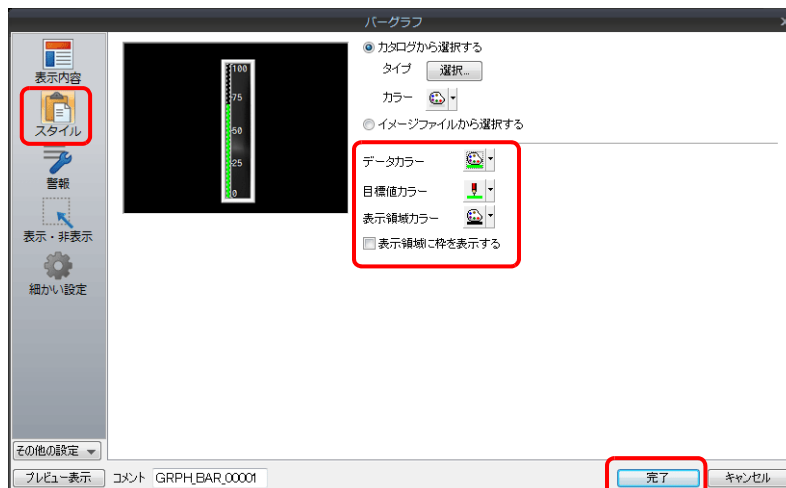 バーグラフ
表示内容
スタイル
警報
表示・非表示
細かい設定
その他の設定
100
75
50
25
0
カタログから選択する
タイプ 選択...
カラー
イメージファイルから選択する
データカラー
目標値カラー
表示領域カラー
表示領域に枠を表示する
プレビュー表示 コメント GRPH_BAR_00001 完了 キャンセル